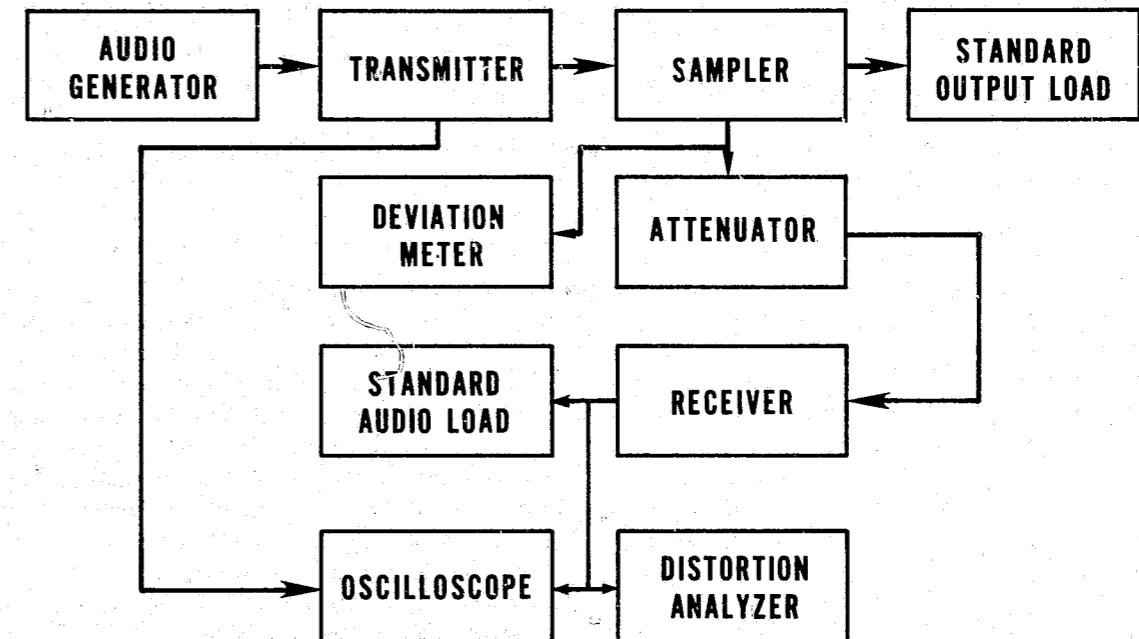 AUDIO
GENERATOR
TRANSMITTER
SAMPLER
STANDARD
OUTPUT LOAD
DEVIATION
METER
ATTENUATOR
STANDARD
AUDIO LOAD
RECEIVER
OSCILLOSCOPE
DISTORTION
ANALYZER